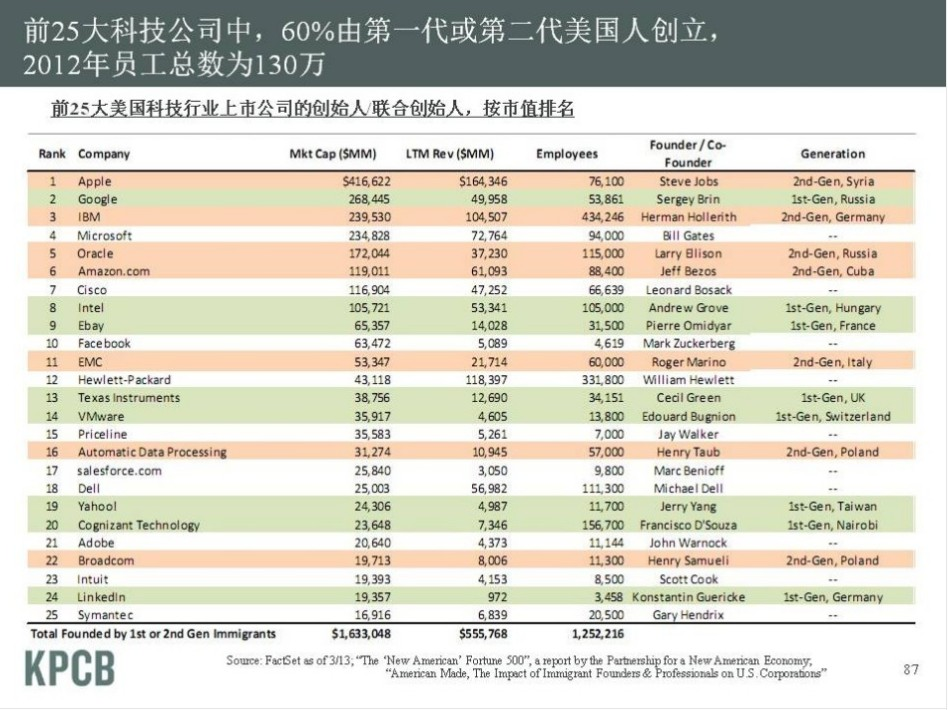 前25大科技公司中，60%由第一代或第二代美国人创立，
2012年员工总数为130万
前25大美国科技行业上市公司的创始人/联合创始人，按市值排名
Rank Company Mkt Cap ($MM) LTM Rev ($MM) Employees Founder / Co-Founder Generation
1 Apple $416,622 $164,346 76,100 Steve Jobs 2nd-Gen, Syria
2 Google 268,445 49,958 53,861 Sergey Brin 1st-Gen, Russia
3 IBM 239,530 104,507 434,246 Herman Hollerith 2nd-Gen, Germany
4 Microsoft 234,828 72,764 94,000 Bill Gates --
5 Oracle 172,044 37,230 115,000 Larry Ellison 2nd-Gen, Russia
6 Amazon.com 119,011 61,093 88,400 Jeff Bezos 2nd-Gen, Cuba
7 Cisco 116,904 47,252 66,639 Leonard Bosack --
8 Intel 105,721 53,341 105,000 Andrew Grove 1st-Gen, Hungary
9 Ebay 65,357 14,028 31,500 Pierre Omidyar 1st-Gen, France
10 Facebook 63,472 5,089 4,619 Mark Zuckerberg --
11 EMC 53,347 21,714 60,000 Roger Marino 2nd-Gen, Italy
12 Hewlett-Packard 43,118 118,397 331,800 William Hewlett --
13 Texas Instruments 38,756 12,690 34,151 Cecil Green 1st-Gen, UK
14 VMware 35,917 4,605 13,800 Edouard Bugnion 1st-Gen, Switzerland
15 Priceline 35,583 5,261 7,000 Jay Walker --
16 Automatic Data Processing 31,274 10,945 57,000 Henry Taub 2nd-Gen, Poland
17 salesforce.com 25,840 3,050 9,800 Marc Benioff --
18 Dell 25,003 56,982 111,300 Michael Dell --
19 Yahoo! 24,306 4,987 11,700 Jerry Yang 1st-Gen, Taiwan
20 Cognizant Technology 23,648 7,346 156,700 Francisco D'Souza 1st-Gen, Nairobi
21 Adobe 20,640 4,373 11,144 John Warnock --
22 Broadcom 19,713 8,006 11,300 Henry Samueli 2nd-Gen, Poland
23 Intuit 19,393 4,153 8,500 Scott Cook --
24 LinkedIn 19,357 972 3,458 Konstantin Guericke 1st-Gen, Germany
25 Symantec 16,916 6,839 20,500 Gary Hendrix --
Total Founded by 1st or 2nd Gen Immigrants $1,633,048 $555,768 1,252,216
KPCB
Source: FactSet as of 3/13; “The ‘New American’ Fortune 500”, a report by the Partnership for a New American Economy;
“American Made, The Impact of Immigrant Founders & Professionals on U.S. Corporations”
87